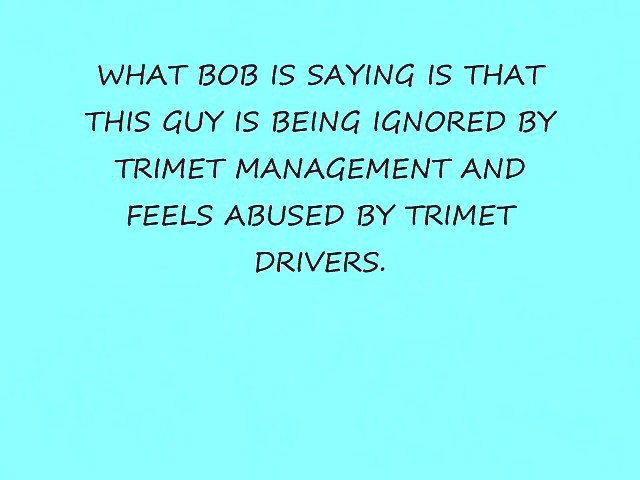 WHAT BOB IS SAYING IS THAT
THIS GUY IS BEING IGNORED BY
TRIMET MANAGEMENT AND
FEELS ABUSED BY TRIMET
DRIVERS.